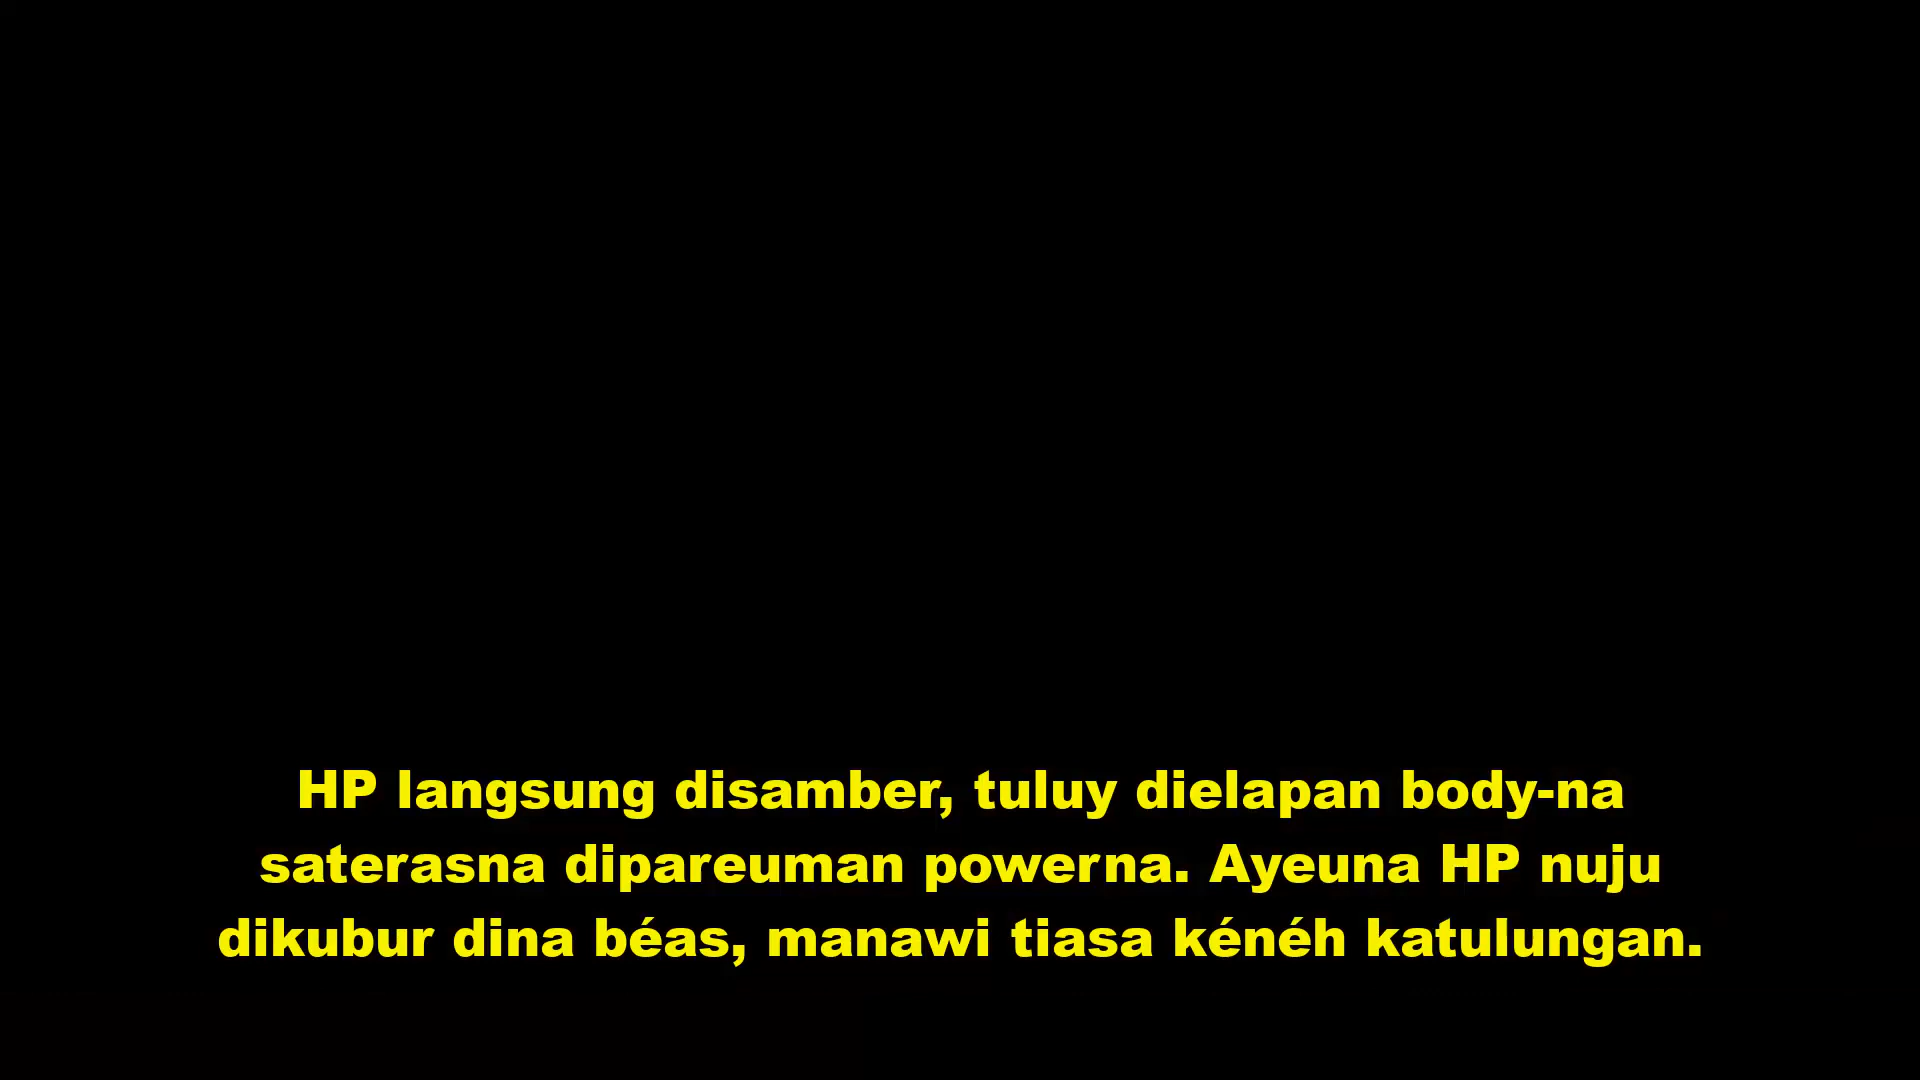 HP langsung disamber, tuluy dielapan body-na
saterasna dipareuman powerna. Ayeuna HP nuju
dikubur dina béas, manawi tiasa kénéh katulungan.